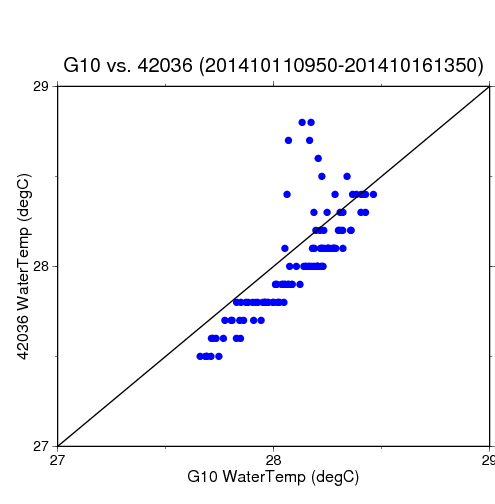 G10 vs. 42036 (201410110950-201410161350)
29
28
27
42036 WaterTemp (degC)
27 28 29
G10 WaterTemp (degC)